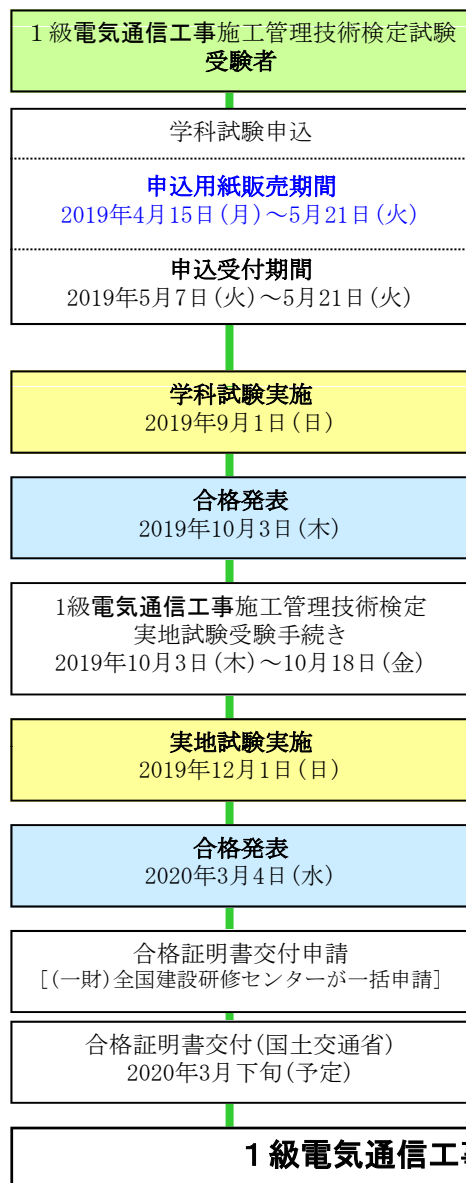 １級電気通信工事施工管理技術検定試験
受験者
学科試験申込
申込用紙販売期間
2019年4月15日(月)～5月21日(火)
申込受付期間
2019年5月7日(火)～5月21日(火)
学科試験実施
2019年9月1日(日)
合格発表
2019年10月3日(木)
1級電気通信工事施工管理技術検定
実地試験受験手続き
2019年10月3日(木)～10月18日(金)
実地試験実施
2019年12月1日(日)
合格発表
2020年3月4日(水)
合格証明書交付申請
[(一財)全国建設研修センターが一括申請]
合格証明書交付(国土交通省)
2020年3月下旬(予定)
１級電気通信工事